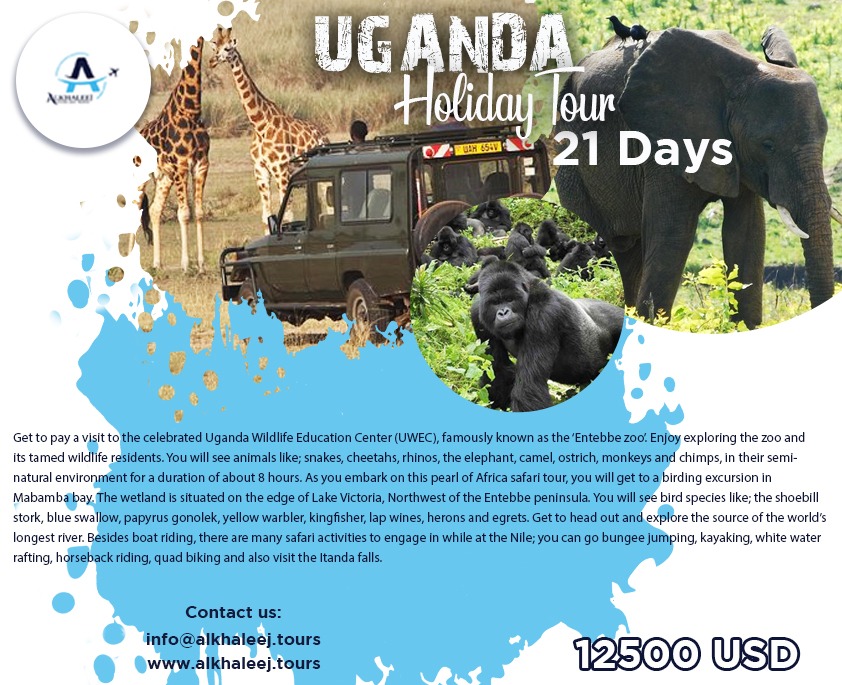 ALKHALEEJ
UGANDA
Holiday Tour
21 Days
UAH 654V
Get to pay a visit to the celebrated Uganda Wildlife Education Center (UWEC), famously known as the ‘Entebbe zoo’. Enjoy exploring the zoo and
its tamed wildlife residents. You will see animals like; snakes, cheetahs, rhinos, the elephant, camel, ostrich, monkeys and chimps, in their semi-
natural environment for a duration of about 8 hours. As you embark on this pearl of Africa safari tour, you will get to a birding excursion in
Mabamba bay. The wetland is situated on the edge of Lake Victoria, Northwest of the Entebbe peninsula. You will see bird species like; the shoebill
stork, blue swallow, papyrus gonolek, yellow warbler, kingfisher, lap wines, herons and egrets. Get to head out and explore the source of the world’s
longest river. Besides boat riding, there are many safari activities to engage in while at the Nile; you can go bungee jumping, kayaking, white water
rafting, horseback riding, quad biking and also visit the Itanda falls.
Contact us:
info@alkhaleej.tours
www.alkhaleej.tours
12500 USD